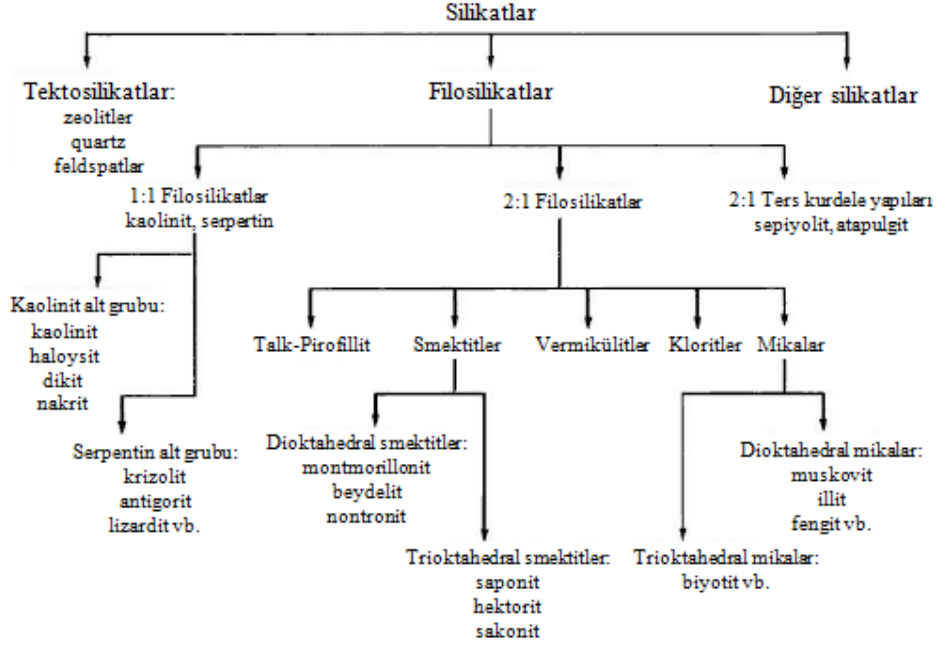 Silikatlar
Tektosilikatlar:
zeolitler
quartz
feldspatlar
Filosilikatlar
Diğer silikatlar
1:1 Filosilikatlar
kaolinit, serpertin
2:1 Filosilikatlar
2:1 Ters kurdele yapıları
sepiyolit, atapulgit
Kaolinit alt grubu:
kaolinit
haloysit
dikit
nakrit
Talk-Pirofillit
Smektitler
Vermikülitler
Kloritler
Mikalar
Serpentin alt grubu:
krizolit
antigorit
lizardit vb.
Dioktahedral smektitler:
montmorillonit
beydelit
nontronit
Dioktahedral mikalar:
muskovit
illit
fengit vb.
Trioktahedral smektitler:
saponit
hektorit
sakonit
Trioktahedral mikalar:
biyotit vb.